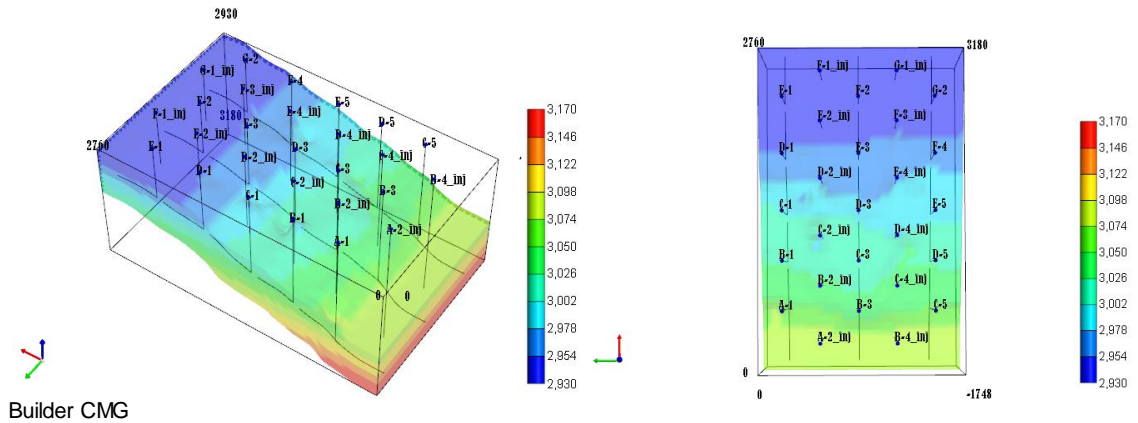 2930
G-2
G-1_inj
F-4
F-3_inj
F-2
E-5
F-1_inj
E-4_inj
3180
F-3
D-5
E-2_inj
D-4_inj
2760
F-1
D-3
C-5
D-2_inj
C-4_inj
D-1
C-3
B-4_inj
C-2_inj
B-3
C-1
B-2_inj
B-1
A-2_inj
A-1
0
0
3,170
3,146
3,122
3,098
3,074
3,050
3,026
3,002
2,978
2,954
2,930
Builder CMG
2760
3180
F-1_inj
G-1_inj
E-1
F-2
G-2
E-2_inj
F-3_inj
D-1
E-3
F-4
D-2_inj
E-4_inj
C-1
D-3
E-5
C-2_inj
D-4_inj
B-1
C-3
D-5
B-2_inj
C-4_inj
A-1
B-3
C-5
A-2_inj
B-4_inj
0
0
-1748
3,170
3,146
3,122
3,098
3,074
3,050
3,026
3,002
2,978
2,954
2,930